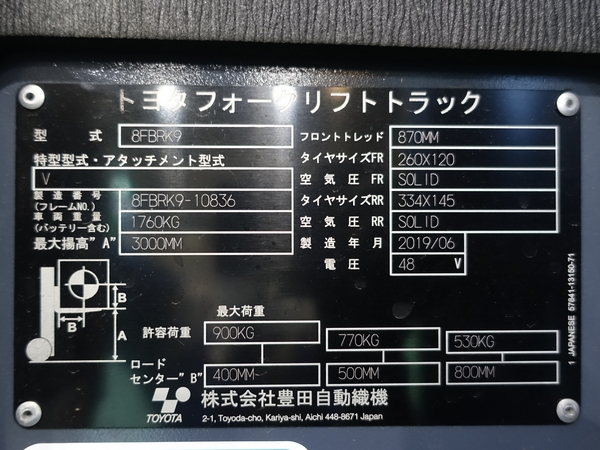 トヨタフォークリフトトラック
型式 8FBRK9
フロントトレッド 870MM
特型型式・アタッチメント型式
V
タイヤサイズFR 260X120
空気圧 FR SOLID
製造番号
(フレームNO.) 8FBRK9-10836
タイヤサイズRR 334X145
車両重量
(バッテリー含む) 1760KG
空気圧 RR SOLID
最大揚高"A" 3000MM
製造年月 2019/06
電圧 48 V
B
B
A
最大荷重
許容荷重 900KG 770KG 530KG
ロード
センター"B" 400MM 500MM 800MM
TOYOTA
株式会社豊田自動織機
2-1, Toyoda-cho, Kariya-shi, Aichi 448-8671 Japan
1 JAPANESE 57841-13150-71